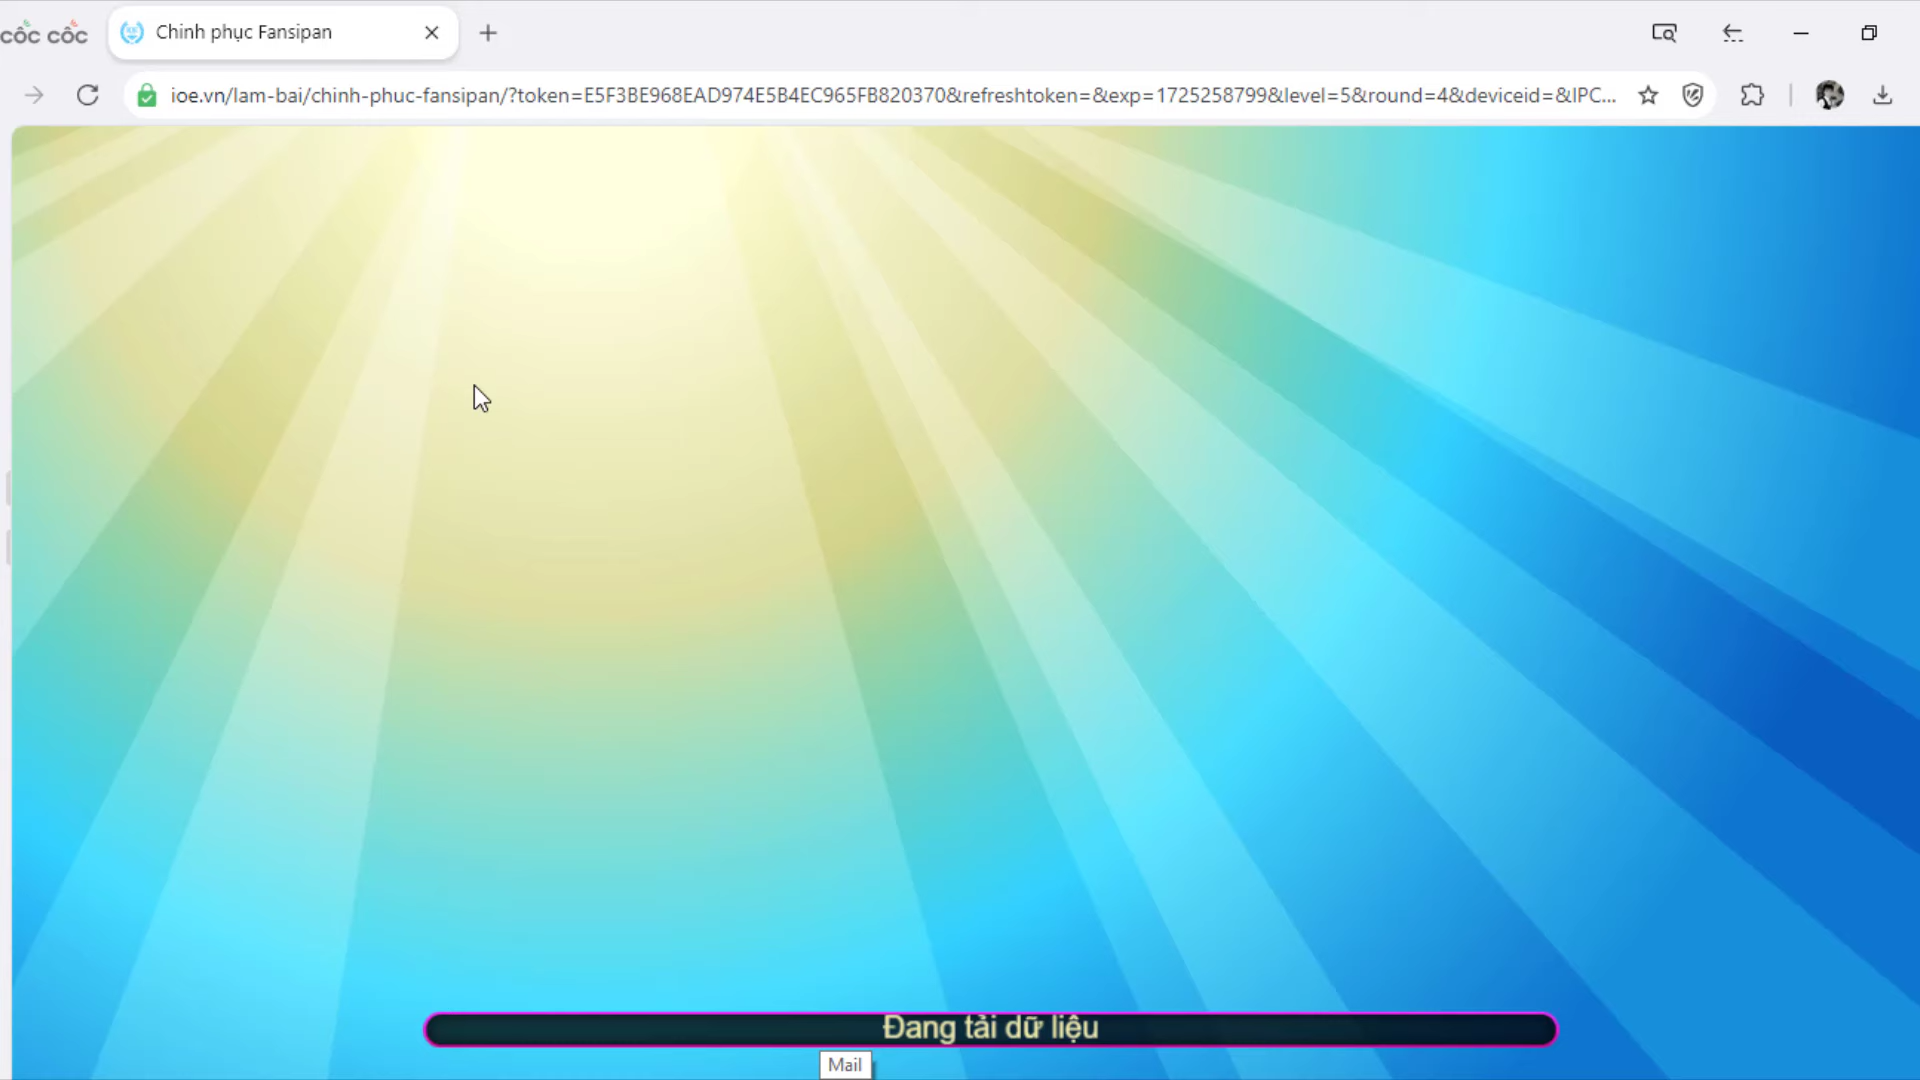 cốc cốc
Chinh phục Fansipan
ioe.vn/lam-bai/chinh-phuc-fansipan/?token=E5F3BE968EAD974E5B4EC965FB820370&refreshtoken=&exp=1725258799&level=5&round=4&deviceid=&IPC...
Đang tải dữ liệu
Mail